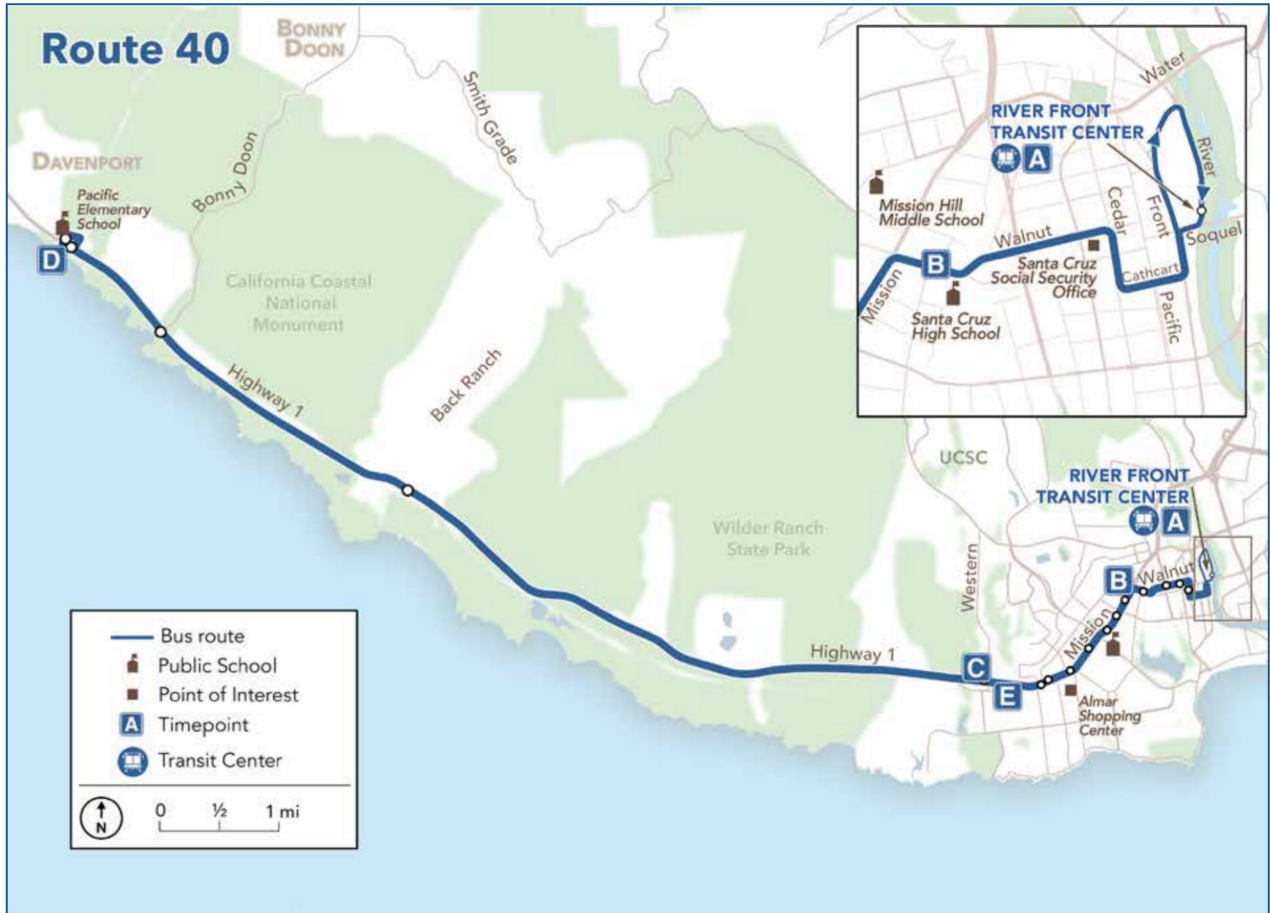 Route 40
BONNY
DOON
Smith Grade
DAVENPORT
Bonny Doon
Pacific
Elementary
School
D
California Coastal
National
Monument
Highway 1
Back Ranch
Wilder Ranch
State Park
Highway 1
UCSC
Western
RIVER FRONT
TRANSIT CENTER
A
B
Walnut
Mission
C
E
Almar
Shopping
Center
Water
RIVER FRONT
TRANSIT CENTER
A
River
Mission Hill
Middle School
Cedar
Front
Walnut
Soquel
B
Mission
Santa Cruz
Social Security
Office
Cathcart
Pacific
Santa Cruz
High School
Bus route
Public School
Point of Interest
A Timepoint
Transit Center
N
0 ½ 1 mi